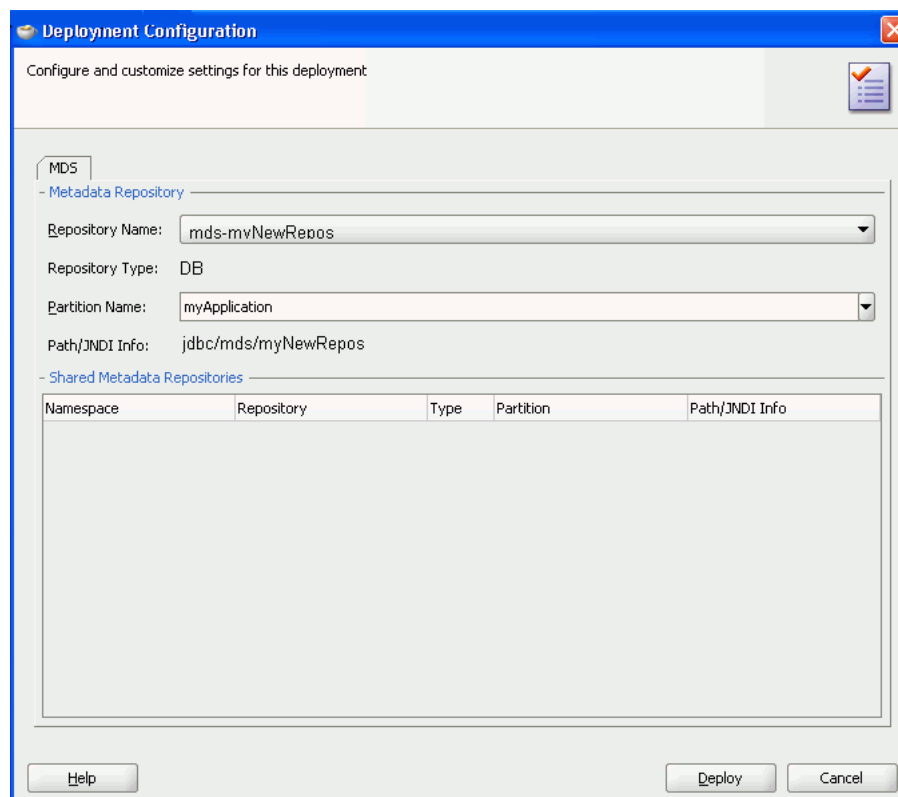 Deployment Configuration
Configure and customize settings for this deployment
MDS
Metadata Repository
Repository Name: mds-myNewRepos
Repository Type: DB
Partition Name: myApplication
Path/JNDI Info: jdbc/mds/myNewRepos
Shared Metadata Repositories
Namespace Repository Type Partition Path/JNDI Info
Help Deploy Cancel